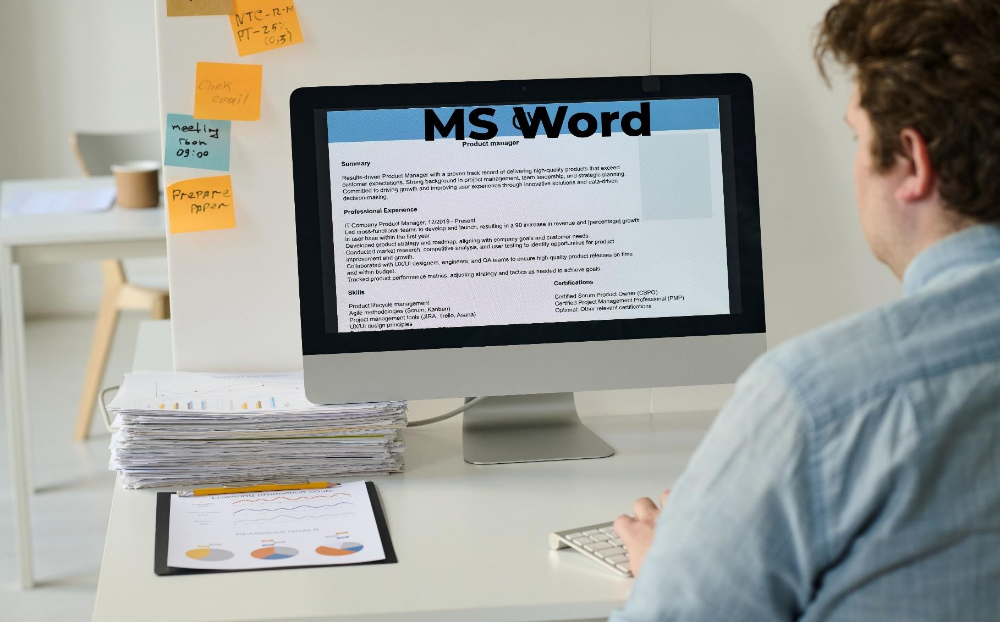 NTC-12-14
PT-25%
(0,5)
Chek
email
meeting
room
09:00
Preppre
pppen
MS Word
Product manager
Summary
Results-driven Product Manager with a proven track record of delivering high-quality products that exceed
customer expectations. Strong background in project management, team leadership, and strategic planning.
Committed to driving growth and improving user experience through innovative solutions and data-driven
decision-making.
Professional Experience
IT Company Product Manager, 12/2019 - Present
Led cross-functional teams to develop and launch, resulting in a 90 increase in revenue and [percentage] growth
in user base within the first year.
Developed product strategy and roadmap, aligning with company goals and customer needs.
Conducted market research, competitive analysis, and user testing to identify opportunities for product
improvement and growth.
Collaborated with UX/UI designers, engineers, and QA teams to ensure high-quality product releases on time
and within budget.
Tracked product performance metrics, adjusting strategy and tactics as needed to achieve goals.
Skills
Product lifecycle management
Agile methodologies (Scrum, Kanban)
Project management tools (JIRA, Trello, Asana)
UX/UI design principles
Certifications
Certified Scrum Product Owner (CSPO)
Certified Project Management Professional (PMP)
Optional: Other relevant certifications
Support the clients
Lowering production costs
REASSESS GOALS